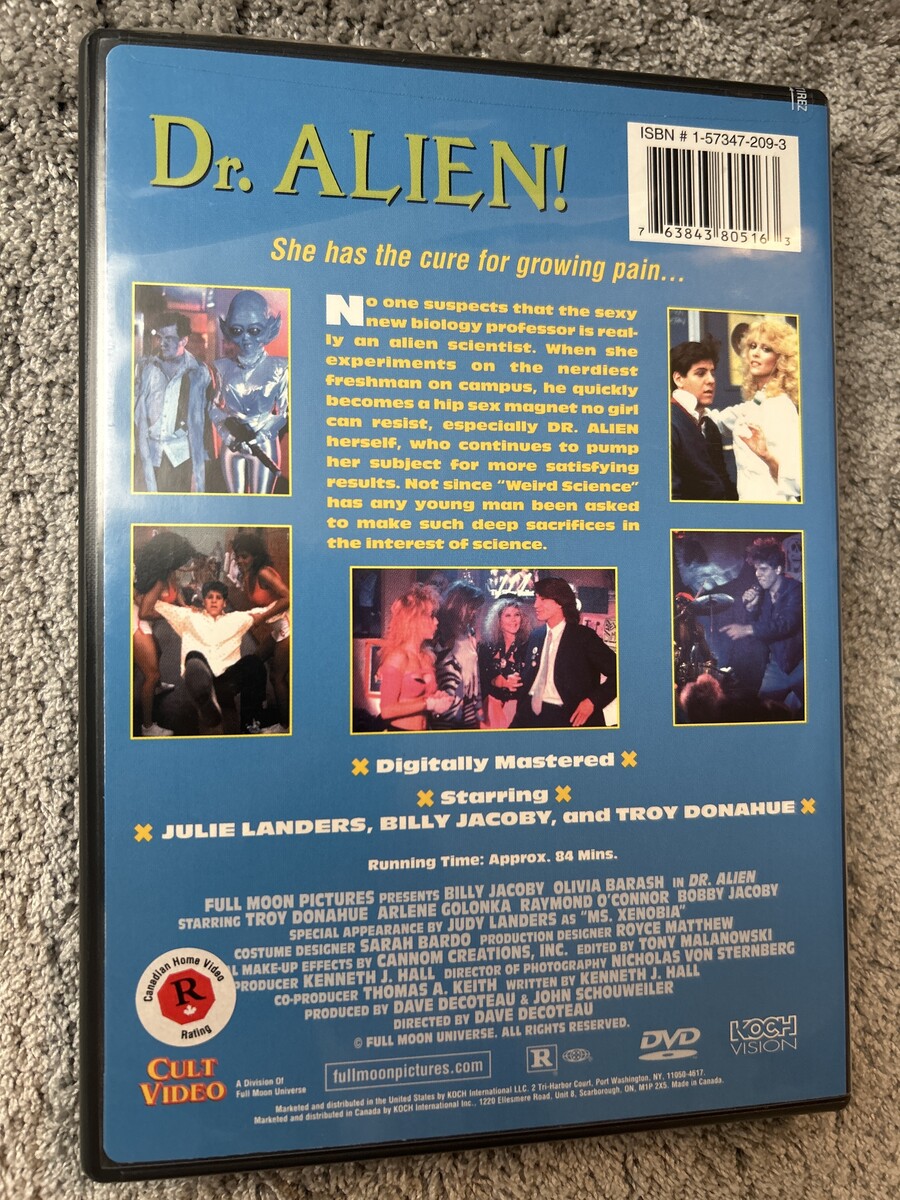 TIREZ
ISBN # 1-57347-209-3
7 63843 80516 3
Dr. ALIEN!
She has the cure for growing pain...
No one suspects that the sexy
new biology professor is real-
ly an alien scientist. When she
experiments on the nerdiest
freshman on campus, he quickly
becomes a hip sex magnet no girl
can resist, especially DR. ALIEN
herself, who continues to pump
her subject for more satisfying
results. Not since "Weird Science"
has any young man been asked
to make such deep sacrifices in
the interest of science.
Digitally Mastered
Starring
JULIE LANDERS, BILLY JACOBY, and TROY DONAHUE
Running Time: Approx. 84 Mins.
FULL MOON PICTURES PRESENTS BILLY JACOBY OLIVIA BARASH IN DR. ALIEN
STARRING TROY DONAHUE ARLENE GOLONKA RAYMOND O'CONNOR BOBBY JACOBY
SPECIAL APPEARANCE BY JUDY LANDERS AS "MS. XENOBIA"
COSTUME DESIGNER SARAH BARDO PRODUCTION DESIGNER ROYCE MATTHEW
L MAKE-UP EFFECTS BY CANNOM CREATIONS, INC. EDITED BY TONY MALANOWSKI
PRODUCER KENNETH J. HALL DIRECTOR OF PHOTOGRAPHY NICHOLAS VON STERNBERG
CO-PRODUCER THOMAS A. KEITH WRITTEN BY KENNETH J. HALL
PRODUCED BY DAVE DECOTEAU & JOHN SCHOUWEILER
DIRECTED BY DAVE DECOTEAU
© FULL MOON UNIVERSE. ALL RIGHTS RESERVED.
Canadian Home Video
R
Rating
CULT
VIDEO
A Division Of
Full Moon Universe
fullmoonpictures.com
R
DVD
VIDEO
KOCH
VISION
Marketed and distributed in the United States by KOCH International LLC. 2 Tri-Harbor Court, Port Washington, NY, 11050-4617.
Marketed and distributed in Canada by KOCH International Inc., 1220 Ellesmere Road, Unit 8, Scarborough, ON, M1P 2X5. Made in Canada.